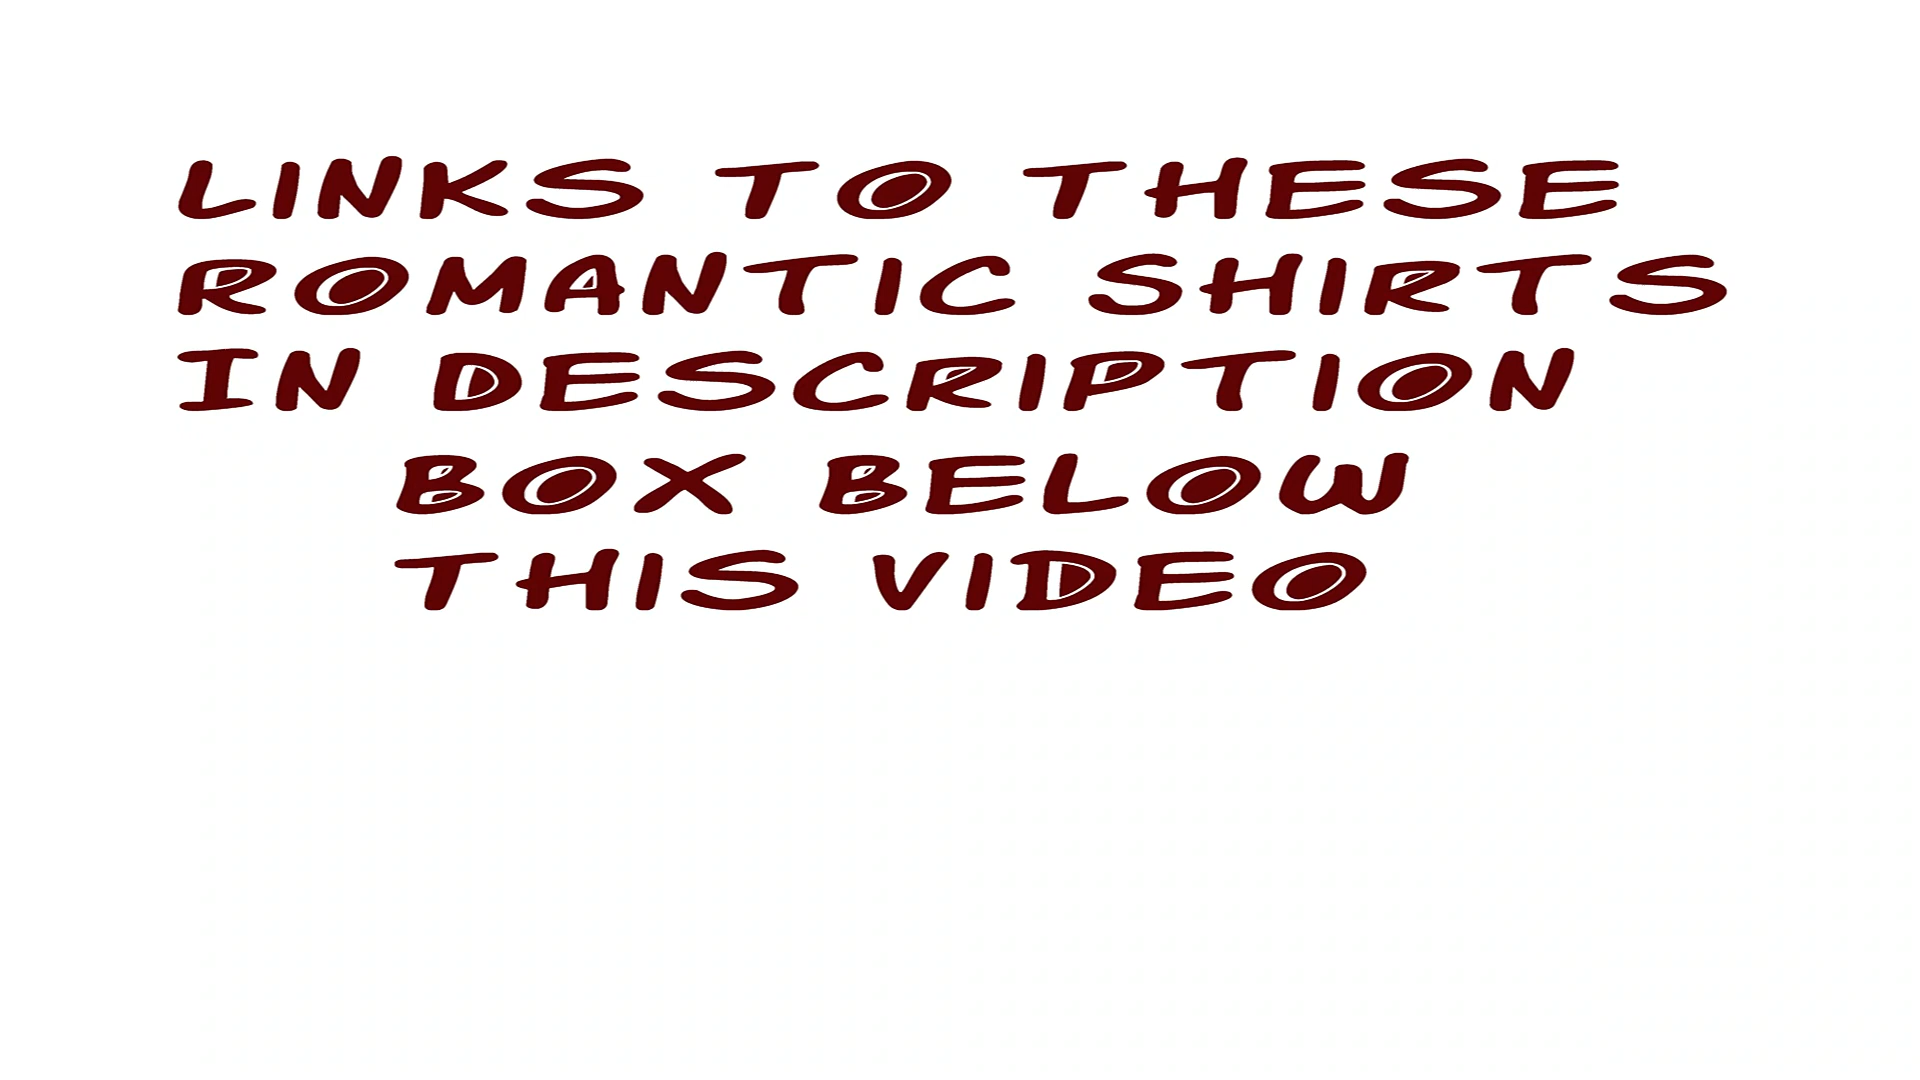 LINKS TO THESE
ROMANTIC SHIRTS
IN DESCRIPTION
BOX BELOW
THIS VIDEO